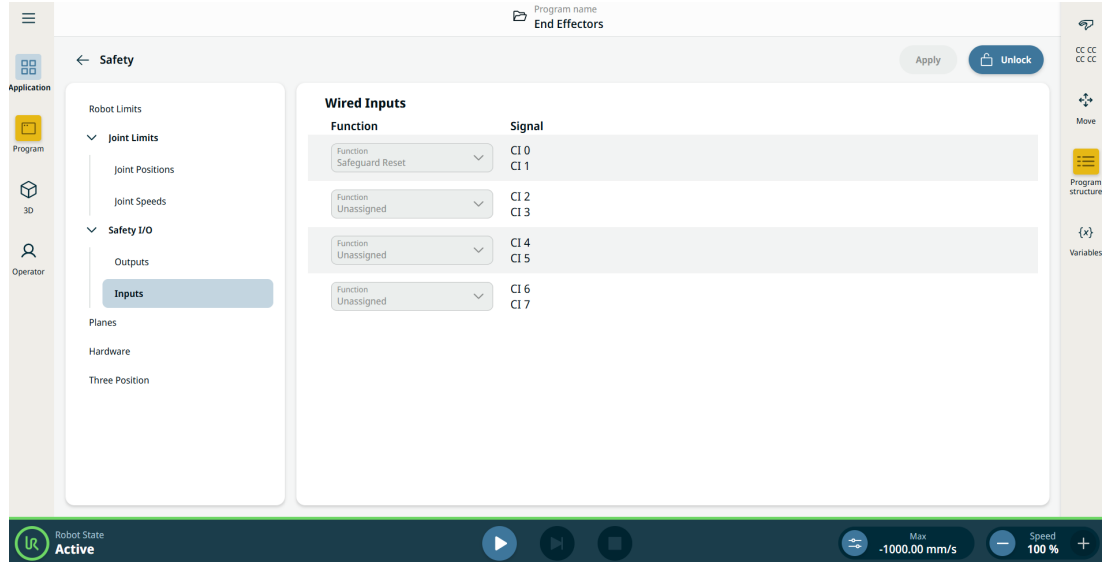 Program name
End Effectors
Application
Program
3D
Operator
Safety
Apply
Unlock
Robot Limits
Joint Limits
Joint Positions
Joint Speeds
Safety I/O
Outputs
Inputs
Planes
Hardware
Three Position
Wired Inputs
Function
Signal
Function
Safeguard Reset
CI 0
CI 1
Function
Unassigned
CI 2
CI 3
Function
Unassigned
CI 4
CI 5
Function
Unassigned
CI 6
CI 7
CC CC
CC CC
Move
Program
structure
{x}
Variables
UR
Robot State
Active
Max
-1000.00 mm/s
Speed
100 %